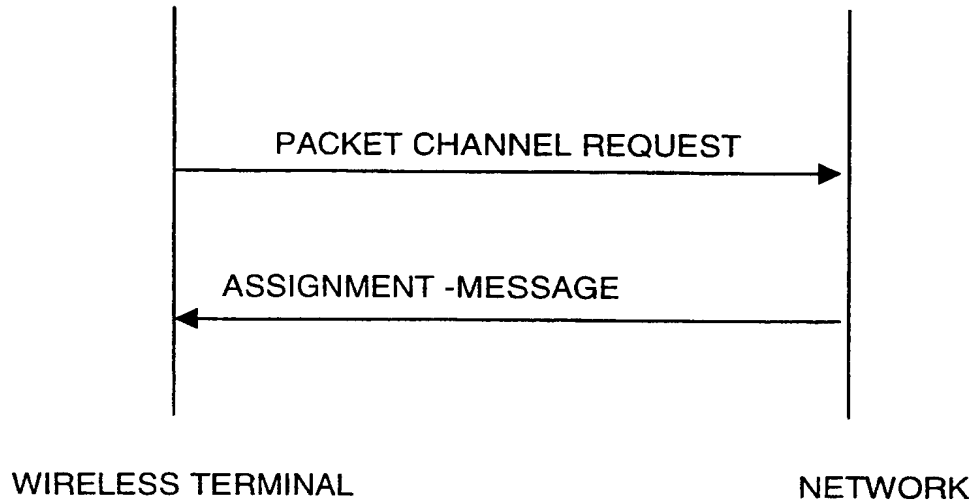 PACKET CHANNEL REQUEST
ASSIGNMENT -MESSAGE
WIRELESS TERMINAL
NETWORK